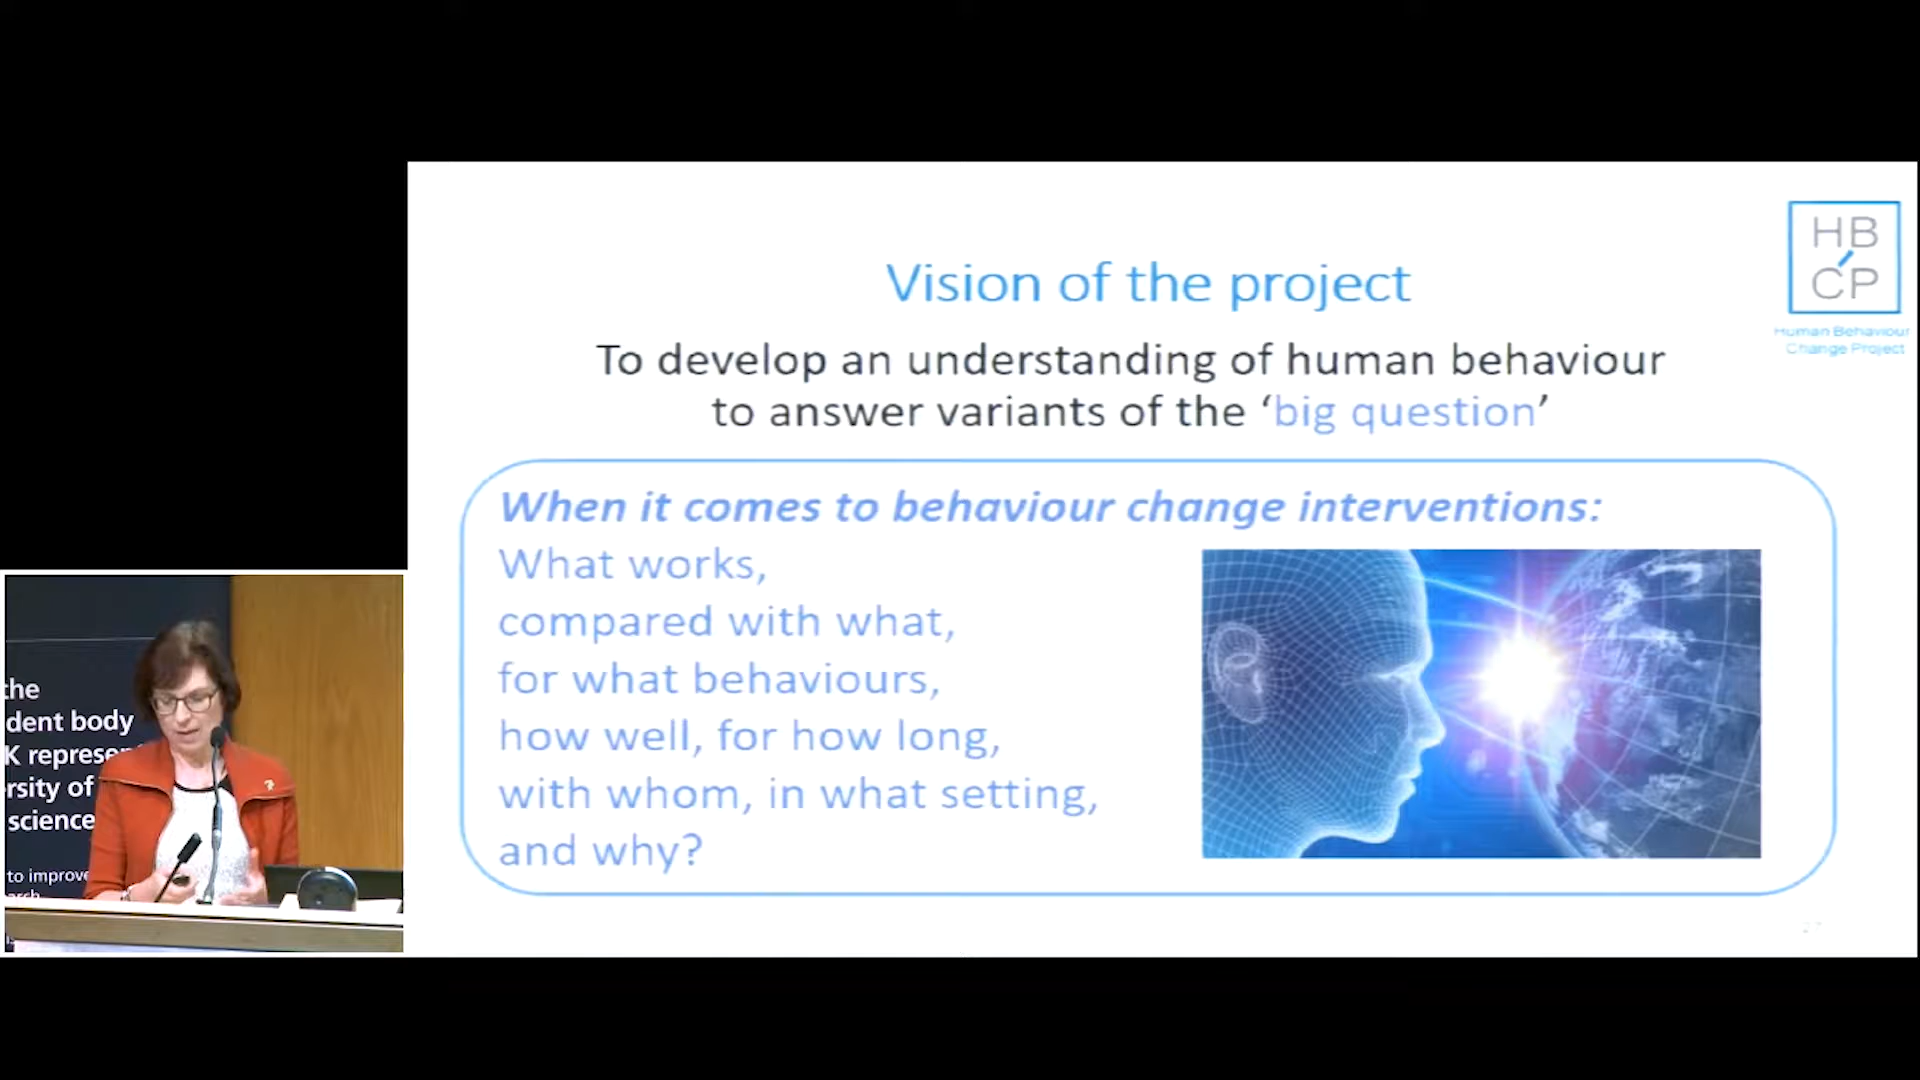 HB
CP
Human Behaviour
Change Project
Vision of the project
To develop an understanding of human behaviour
to answer variants of the ‘big question’
When it comes to behaviour change interventions:
What works,
compared with what,
for what behaviours,
how well, for how long,
with whom, in what setting,
and why?
the
dent body
K represe
rsity of
science
to improve